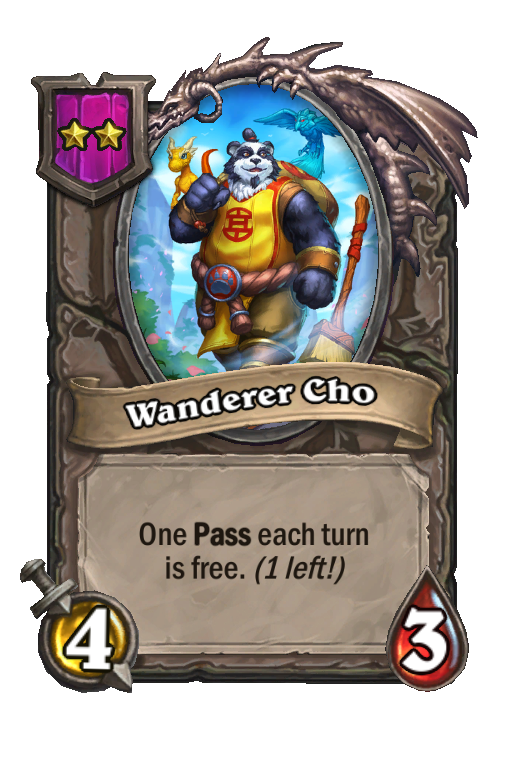 Wanderer Cho
One Pass each turn
is free. (1 left!)
4
3